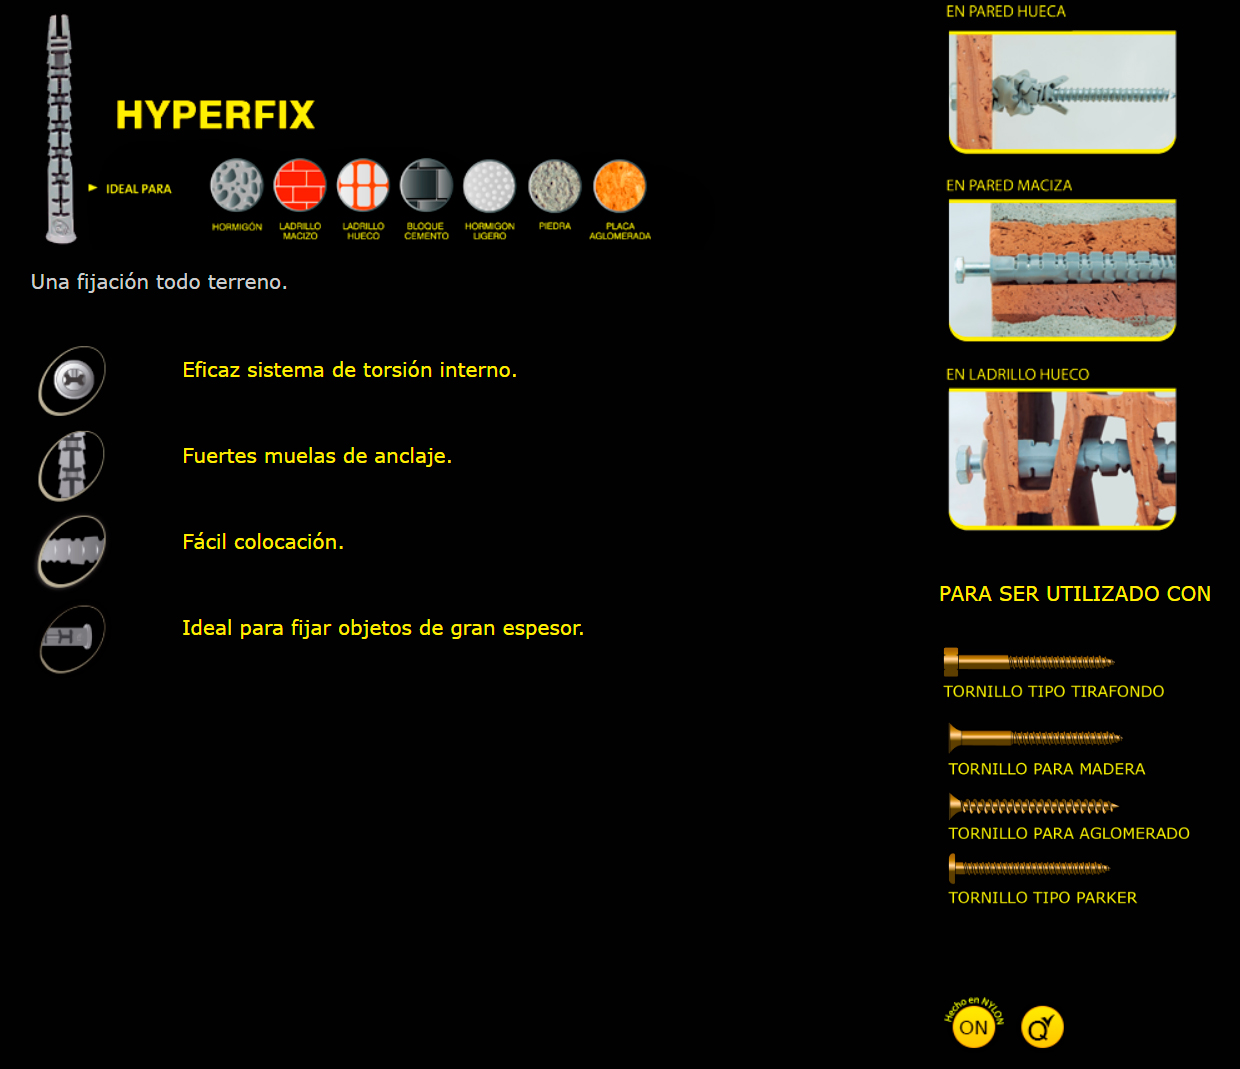 HYPERFIX
IDEAL PARA
HORMIGÓN
LADRILLO
MACIZO
LADRILLO
HUECO
BLOQUE
CEMENTO
HORMIGON
LIGERO
PIEDRA
PLACA
AGLOMERADA
Una fijación todo terreno.
Eficaz sistema de torsión interno.
Fuertes muelas de anclaje.
Fácil colocación.
Ideal para fijar objetos de gran espesor.
EN PARED HUECA
EN PARED MACIZA
EN LADRILLO HUECO
PARA SER UTILIZADO CON
TORNILLO TIPO TIRAFONDO
TORNILLO PARA MADERA
TORNILLO PARA AGLOMERADO
TORNILLO TIPO PARKER
Hecho en NYLON
ON
Q